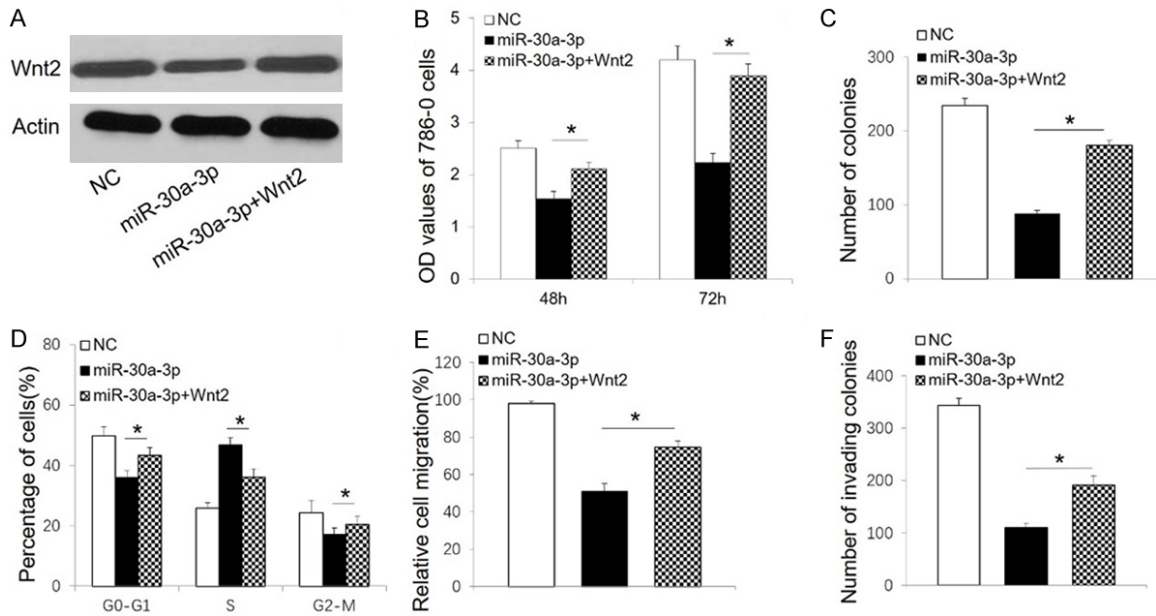 A
Wnt2
Actin
NC
miR-30a-3p
miR-30a-3p+Wnt2
B
OD values of 786-0 cells
5
4
3
2
1
0
NC
miR-30a-3p
miR-30a-3p+Wnt2
*
*
48h
72h
C
Number of colonies
300
200
100
0
NC
miR-30a-3p
miR-30a-3p+Wnt2
*
D
Percentage of cells(%)
80
60
40
20
0
NC
miR-30a-3p
miR-30a-3p+Wnt2
*
*
*
G0-G1
S
G2-M
E
Relative cell migration(%)
120
100
80
60
40
20
0
NC
miR-30a-3p
miR-30a-3p+Wnt2
*
F
Number of invading colonies
400
300
200
100
0
NC
miR-30a-3p
miR-30a-3p+Wnt2
*